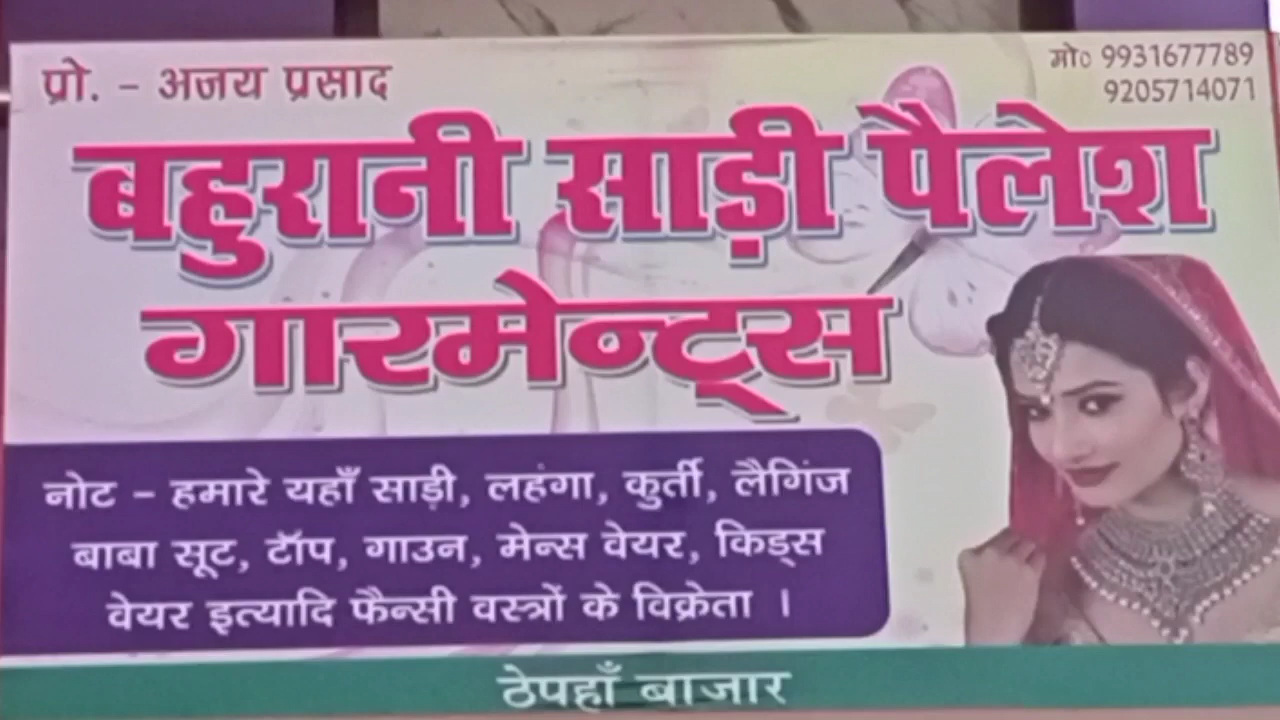 प्रो. - अजय प्रसाद
मो० 9931677789
9205714071
बहुरानी साड़ी पैलेश
गारमेन्ट्स
नोट - हमारे यहाँ साड़ी, लहंगा, कुर्ती, लैगिंज
बाबा सूट, टॉप, गाउन, मेन्स वेयर, किड्स
वेयर इत्यादि फैन्सी वस्त्रों के विक्रेता ।
ठेपहाँ बाजार